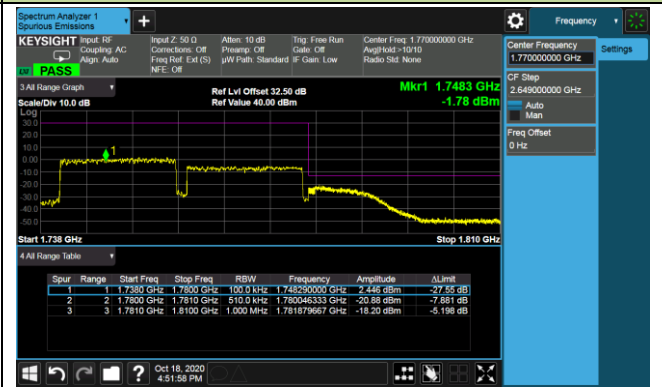 Spectrum Analyzer 1
Spurious Emissions
Frequency
KEYSIGHT
Input: RF
Coupling: AC
Align: Auto
Input Z: 50 Ω
Corrections: Off
Freq Ref: Ext (S)
NFE: Off
Atten: 10 dB
Preamp: Off
µW Path: Standard
Trig: Free Run
Gate: Off
IF Gain: Low
Center Freq: 1.770000000 GHz
Avg|Hold:>10/10
Radio Std: None
PASS
Center Frequency
1.770000000 GHz
Settings
CF Step
2.649000000 GHz
Auto
Man
Freq Offset
0 Hz
3 All Range Graph
Scale/Div 10.0 dB
Ref Lvl Offset 32.50 dB
Ref Value 40.00 dBm
Mkr1 1.7483 GHz
-1.78 dBm
Log
30.0
20.0
10.0
0.00
-10.0
-20.0
-30.0
-40.0
-50.0
1
Start 1.738 GHz
Stop 1.810 GHz
4 All Range Table
Spur Range Start Freq Stop Freq RBW Frequency Amplitude ΔLimit
1 1 1.7380 GHz 1.7800 GHz 100.0 kHz 1.748290000 GHz 2.446 dBm -27.55 dB
2 2 1.7800 GHz 1.7810 GHz 510.0 kHz 1.780046333 GHz -20.88 dBm -7.881 dB
3 3 1.7810 GHz 1.8100 GHz 1.000 MHz 1.781879667 GHz -18.20 dBm -5.198 dB
?
Oct 18, 2020
4:51:58 PM